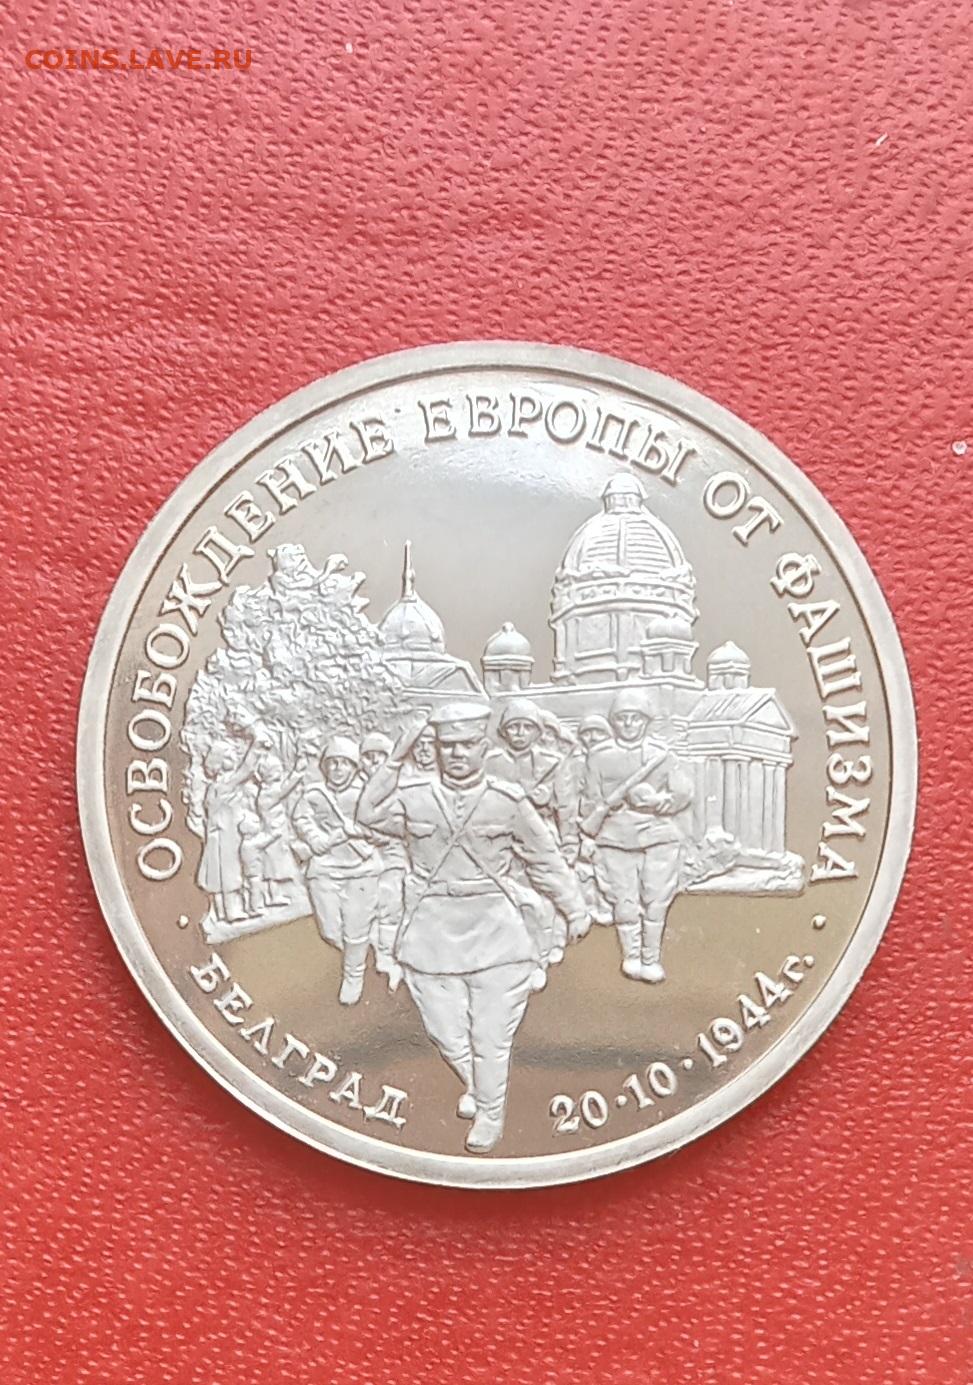 COINS.LAVE.RU
ОСВОБОЖДЕНИЕ ЕВРОПЫ ОТ ФАШИЗМА
· БЕЛГРАД 20·10·1944г. ·